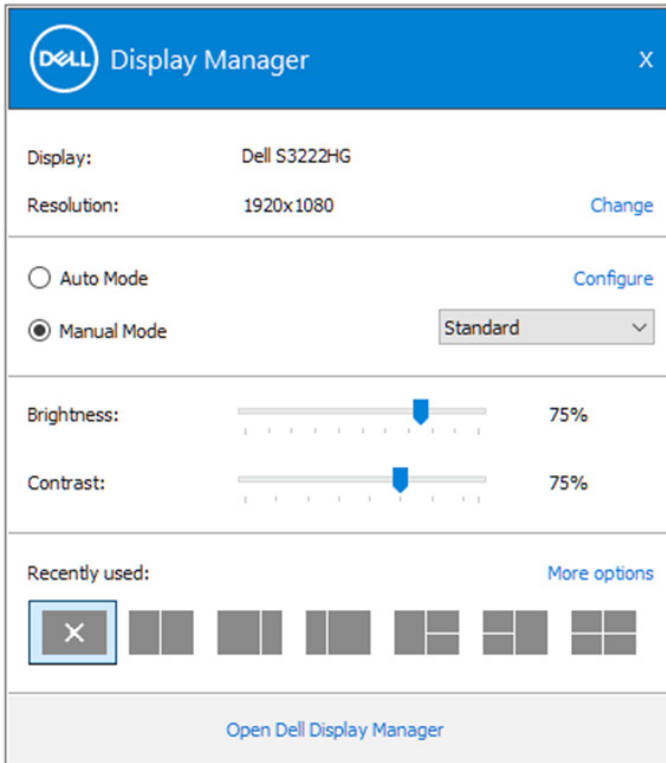 DELL Display Manager X
Display: Dell S3222HG
Resolution: 1920x1080 Change
Auto Mode Configure
Manual Mode Standard
Brightness: 75%
Contrast: 75%
Recently used: More options
Open Dell Display Manager